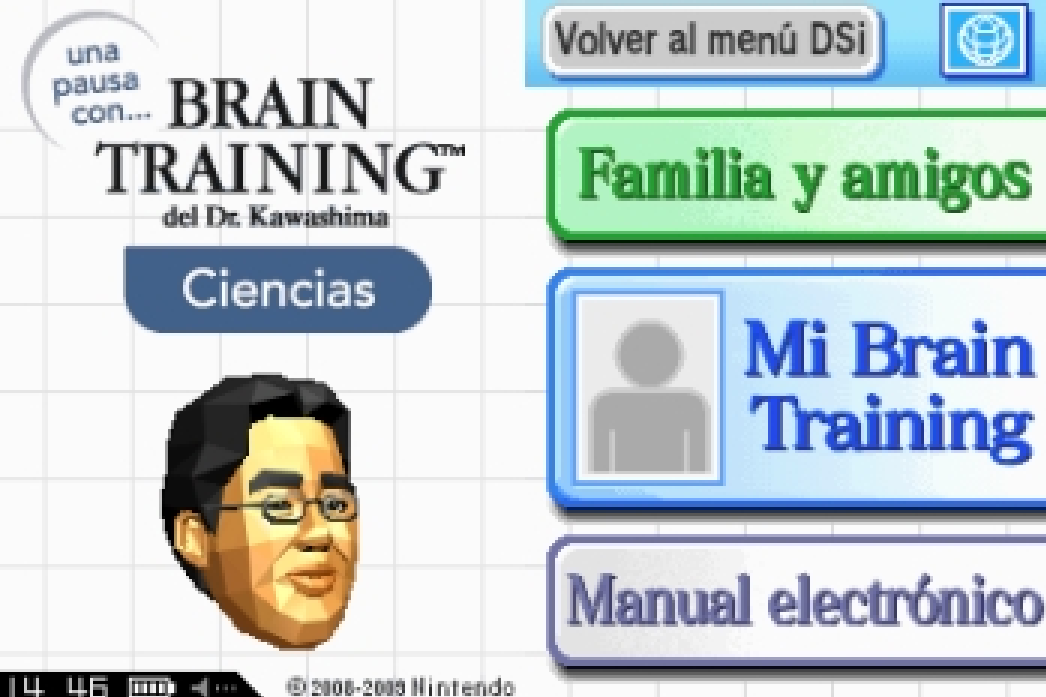 una
pausa
con...
BRAIN
TRAINING™
del Dr. Kawashima
Ciencias
14 46
©2008-2009 Nintendo
Volver al menú DSi
Familia y amigos
Mi Brain
Training
Manual electrónico